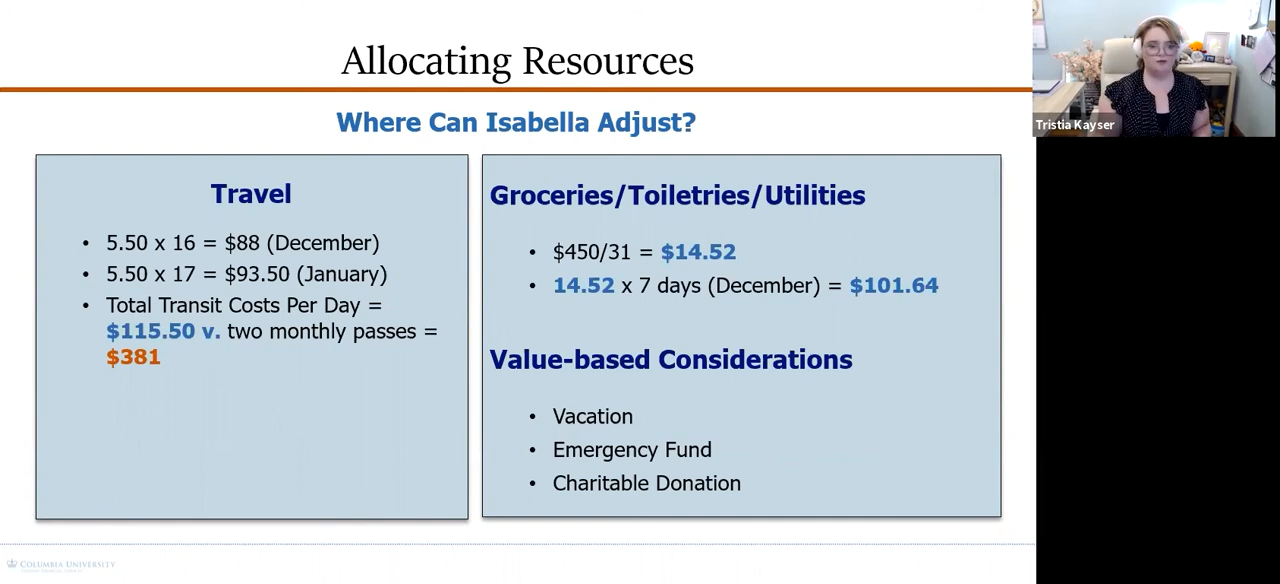 Allocating Resources
Where Can Isabella Adjust?
Travel
• 5.50 x 16 = $88 (December)
• 5.50 x 17 = $93.50 (January)
• Total Transit Costs Per Day =
$115.50 v. two monthly passes =
$381
Groceries/Toiletries/Utilities
• $450/31 = $14.52
• 14.52 x 7 days (December) = $101.64
Value-based Considerations
• Vacation
• Emergency Fund
• Charitable Donation
Tristia Kayser
COLUMBIA UNIVERSITY